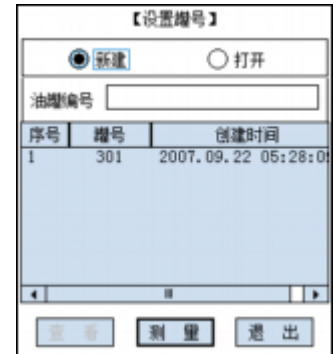 【设置罐号】
新建 打开
油罐编号
序号 罐号 创建时间
1 301 2007.09.22 05:28:0
查 看 测 量 退 出